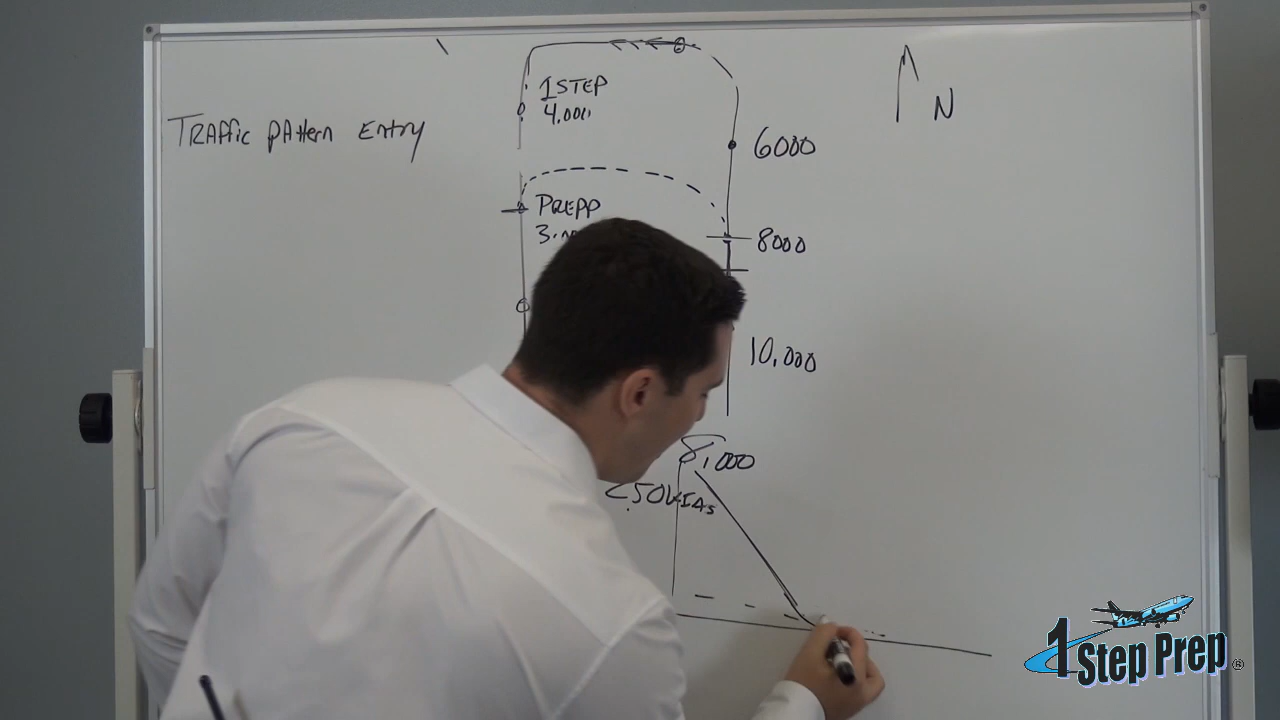 TRAffic pAttern Entry
1STEP
4,000
N
6000
PREPP
8000
10,000
8,000
250KIAs
1 Step Prep ®